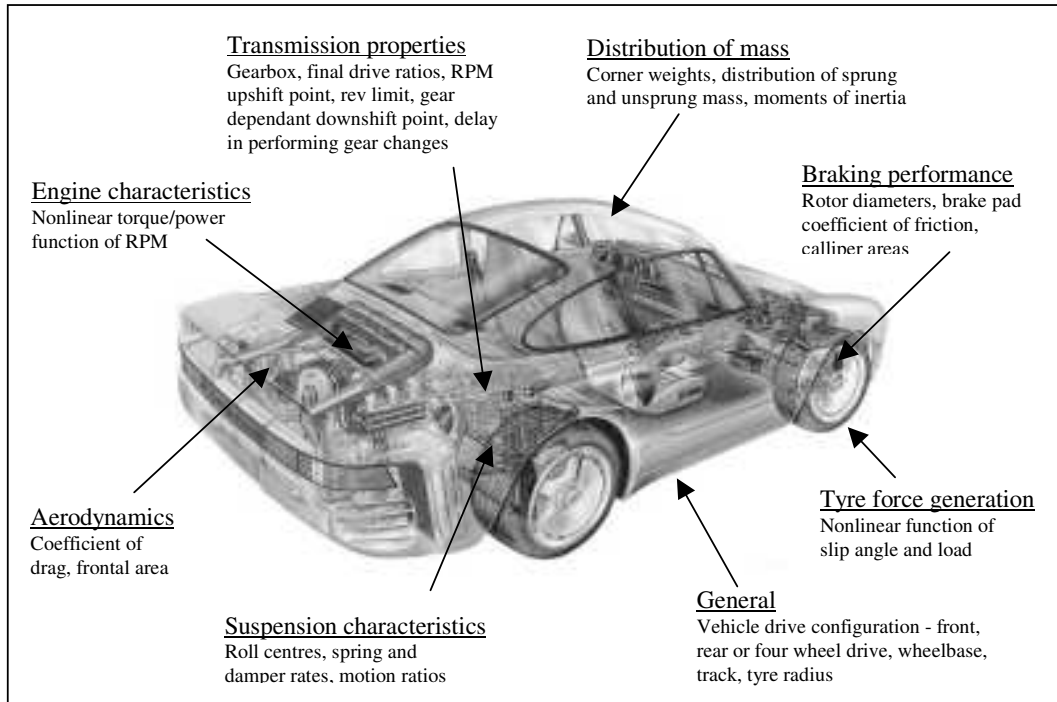 Transmission properties
Gearbox, final drive ratios, RPM
upshift point, rev limit, gear
dependant downshift point, delay
in performing gear changes
Distribution of mass
Corner weights, distribution of sprung
and unsprung mass, moments of inertia
Engine characteristics
Nonlinear torque/power
function of RPM
Braking performance
Rotor diameters, brake pad
coefficient of friction,
calliper areas
Aerodynamics
Coefficient of
drag, frontal area
Tyre force generation
Nonlinear function of
slip angle and load
Suspension characteristics
Roll centres, spring and
damper rates, motion ratios
General
Vehicle drive configuration - front,
rear or four wheel drive, wheelbase,
track, tyre radius